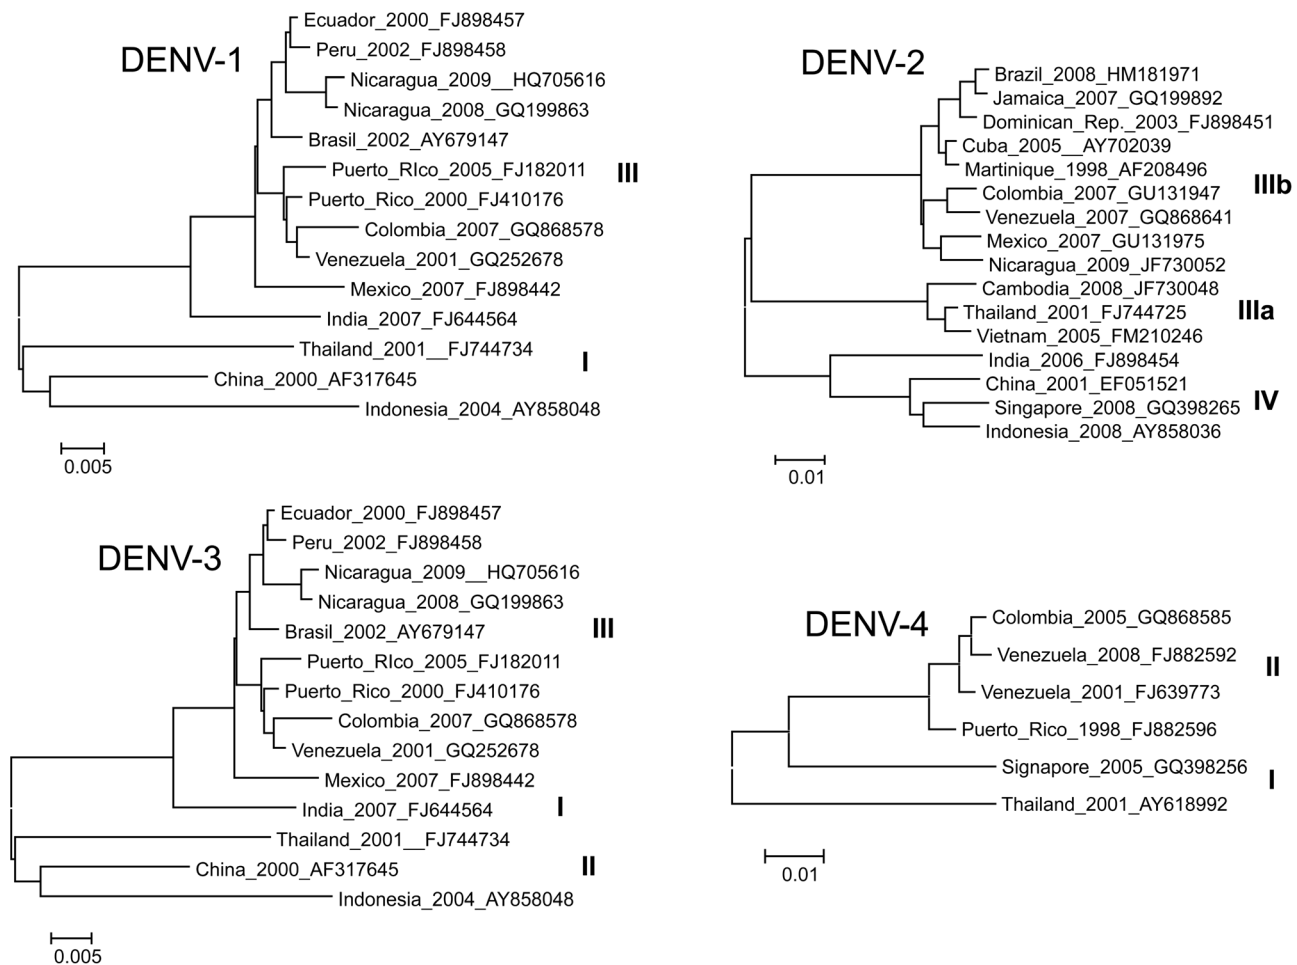 DENV-1
Ecuador_2000_FJ898457
Peru_2002_FJ898458
Nicaragua_2009__HQ705616
Nicaragua_2008_GQ199863
Brasil_2002_AY679147
Puerto_RIco_2005_FJ182011
III
Puerto_Rico_2000_FJ410176
Colombia_2007_GQ868578
Venezuela_2001_GQ252678
Mexico_2007_FJ898442
India_2007_FJ644564
Thailand_2001__FJ744734
I
China_2000_AF317645
Indonesia_2004_AY858048
0.005
DENV-2
Brazil_2008_HM181971
Jamaica_2007_GQ199892
Dominican_Rep._2003_FJ898451
Cuba_2005__AY702039
Martinique_1998_AF208496
IIIb
Colombia_2007_GU131947
Venezuela_2007_GQ868641
Mexico_2007_GU131975
Nicaragua_2009_JF730052
Cambodia_2008_JF730048
IIIa
Thailand_2001_FJ744725
Vietnam_2005_FM210246
India_2006_FJ898454
China_2001_EF051521
IV
Singapore_2008_GQ398265
Indonesia_2008_AY858036
0.01
DENV-3
Ecuador_2000_FJ898457
Peru_2002_FJ898458
Nicaragua_2009__HQ705616
Nicaragua_2008_GQ199863
Brasil_2002_AY679147
III
Puerto_RIco_2005_FJ182011
Puerto_Rico_2000_FJ410176
Colombia_2007_GQ868578
Venezuela_2001_GQ252678
Mexico_2007_FJ898442
India_2007_FJ644564
I
Thailand_2001__FJ744734
China_2000_AF317645
II
Indonesia_2004_AY858048
0.005
DENV-4
Colombia_2005_GQ868585
Venezuela_2008_FJ882592
II
Venezuela_2001_FJ639773
Puerto_Rico_1998_FJ882596
Signapore_2005_GQ398256
I
Thailand_2001_AY618992
0.01